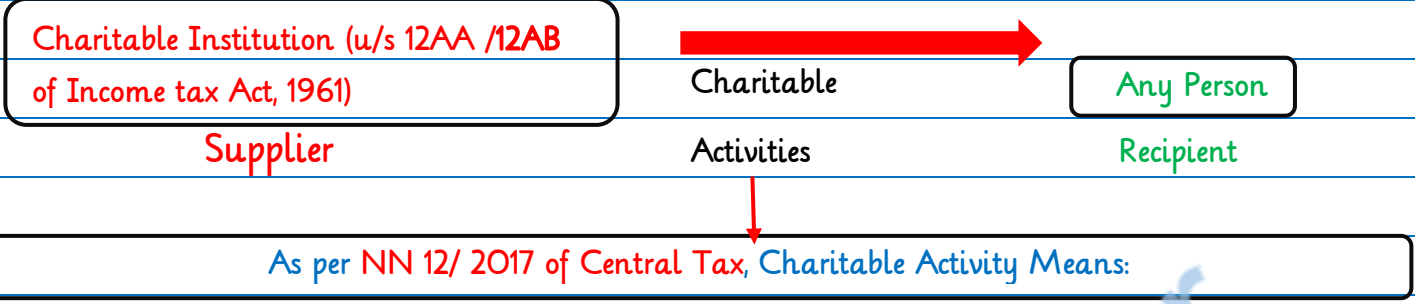 Charitable Institution (u/s 12AA /12AB
of Income tax Act, 1961)
Supplier
Charitable
Activities
Any Person
Recipient
As per NN 12/ 2017 of Central Tax, Charitable Activity Means: